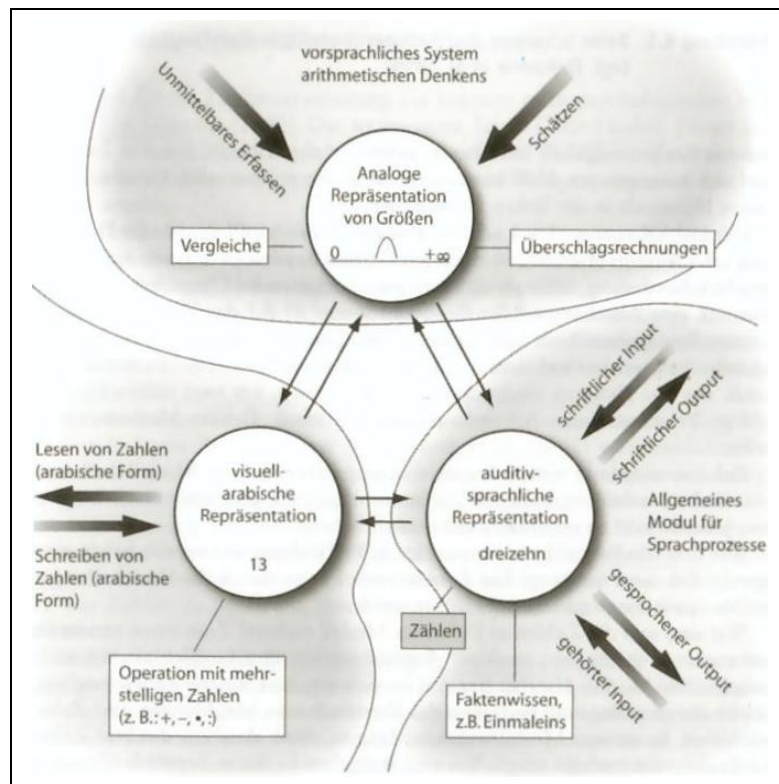 vorsprachliches System
arithmetischen Denkens
Unmittelbares Erfassen
Schätzen
Analoge
Repräsentation
von Größen
0 +∞
Vergleiche
Überschlagsrechnungen
schriftlicher Input
schriftlicher Output
Lesen von Zahlen
(arabische Form)
Schreiben von
Zahlen (arabische
Form)
visuell-
arabische
Repräsentation
13
auditiv-
sprachliche
Repräsentation
dreizehn
Allgemeines
Modul für
Sprachprozesse
Zählen
gesprochener Output
gehörter Input
Operation mit mehr-
stelligen Zahlen
(z. B.: +, –, •, :)
Faktenwissen,
z.B. Einmaleins